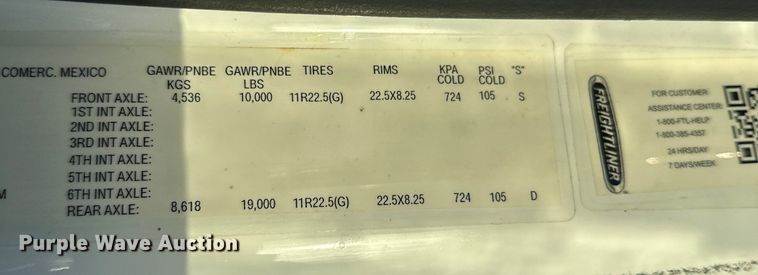 COMERC. MEXICO GAWR/PNBE KGS GAWR/PNBE LBS TIRES RIMS KPA COLD PSI COLD "S"
FRONT AXLE: 4,536 10,000 11R22.5(G) 22.5X8.25 724 105 S
1ST INT AXLE:
2ND INT AXLE:
3RD INT AXLE:
4TH INT AXLE:
5TH INT AXLE:
M 6TH INT AXLE:
REAR AXLE: 8,618 19,000 11R22.5(G) 22.5X8.25 724 105 D
FREIGHTLINER
FOR CUSTOMER
ASSISTANCE CENTER:
1-800-FTL-HELP
1-800-385-4357
24 HRS/DAY
7 DAYS/WEEK
Purple Wave Auction